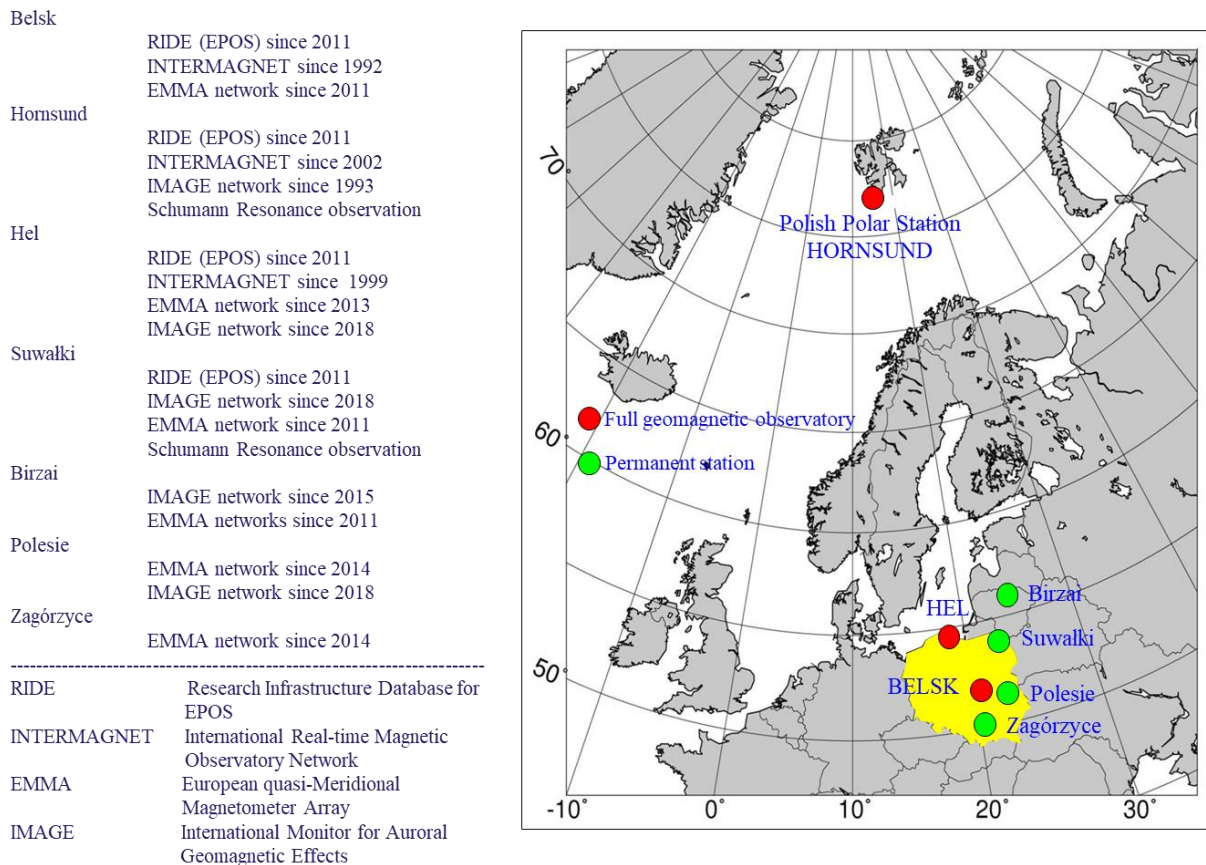 Belsk
RIDE (EPOS) since 2011
INTERMAGNET since 1992
EMMA network since 2011
Hornsund
RIDE (EPOS) since 2011
INTERMAGNET since 2002
IMAGE network since 1993
Schumann Resonance observation
Hel
RIDE (EPOS) since 2011
INTERMAGNET since 1999
EMMA network since 2013
IMAGE network since 2018
Suwałki
RIDE (EPOS) since 2011
IMAGE network since 2018
EMMA network since 2011
Schumann Resonance observation
Birzai
IMAGE network since 2015
EMMA networks since 2011
Polesie
EMMA network since 2014
IMAGE network since 2018
Zagórzyce
EMMA network since 2014
--------------------------------------------------------------------------
RIDE Research Infrastructure Database for
EPOS
INTERMAGNET International Real-time Magnetic
Observatory Network
EMMA European quasi-Meridional
Magnetometer Array
IMAGE International Monitor for Auroral
Geomagnetic Effects
70°
Polish Polar Station
HORNSUND
Full geomagnetic observatory
60°
Permanent station
Birzai
HEL
Suwałki
50°
BELSK
Polesie
Zagórzyce
-10° 0° 10° 20° 30°